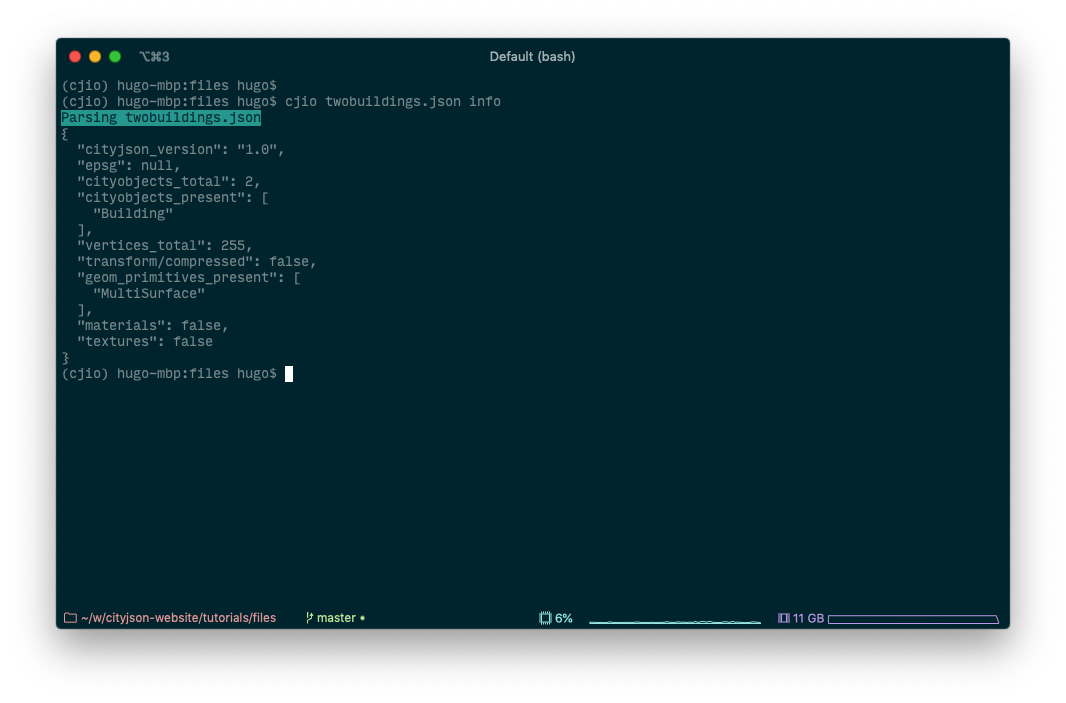 ⌥⌘3
Default (bash)
(cjio) hugo-mbp:files hugo$
(cjio) hugo-mbp:files hugo$ cjio twobuildings.json info
Parsing twobuildings.json
{
  "cityjson_version": "1.0",
  "epsg": null,
  "cityobjects_total": 2,
  "cityobjects_present": [
    "Building"
  ],
  "vertices_total": 255,
  "transform/compressed": false,
  "geom_primitives_present": [
    "MultiSurface"
  ],
  "materials": false,
  "textures": false
}
(cjio) hugo-mbp:files hugo$
~/w/cityjson-website/tutorials/files
master •
6%
11 GB